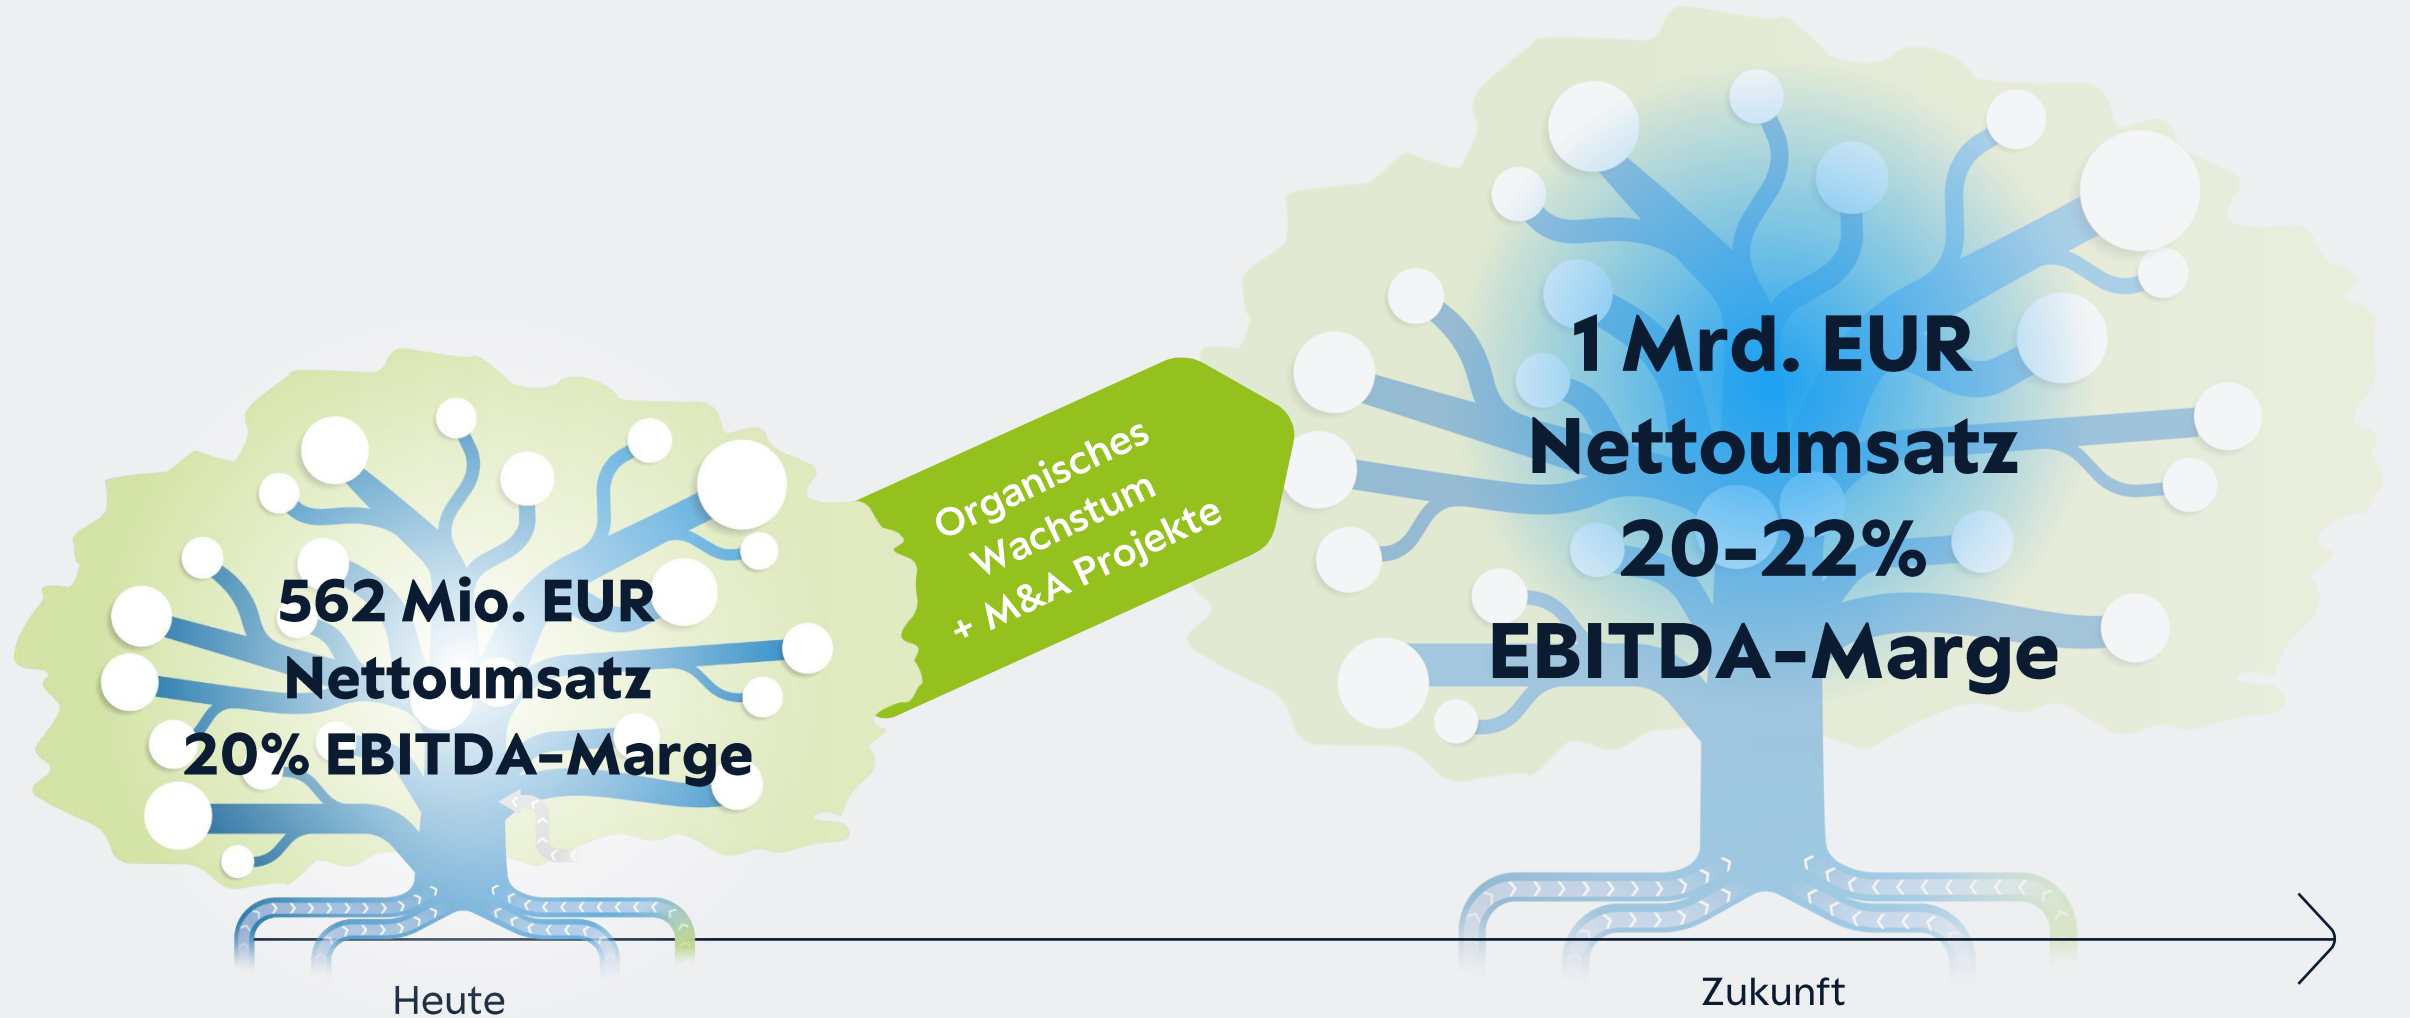 562 Mio. EUR
Nettoumsatz
20% EBITDA-Marge
Organisches
Wachstum
+ M&A Projekte
1 Mrd. EUR
Nettoumsatz
20-22%
EBITDA-Marge
Heute
Zukunft